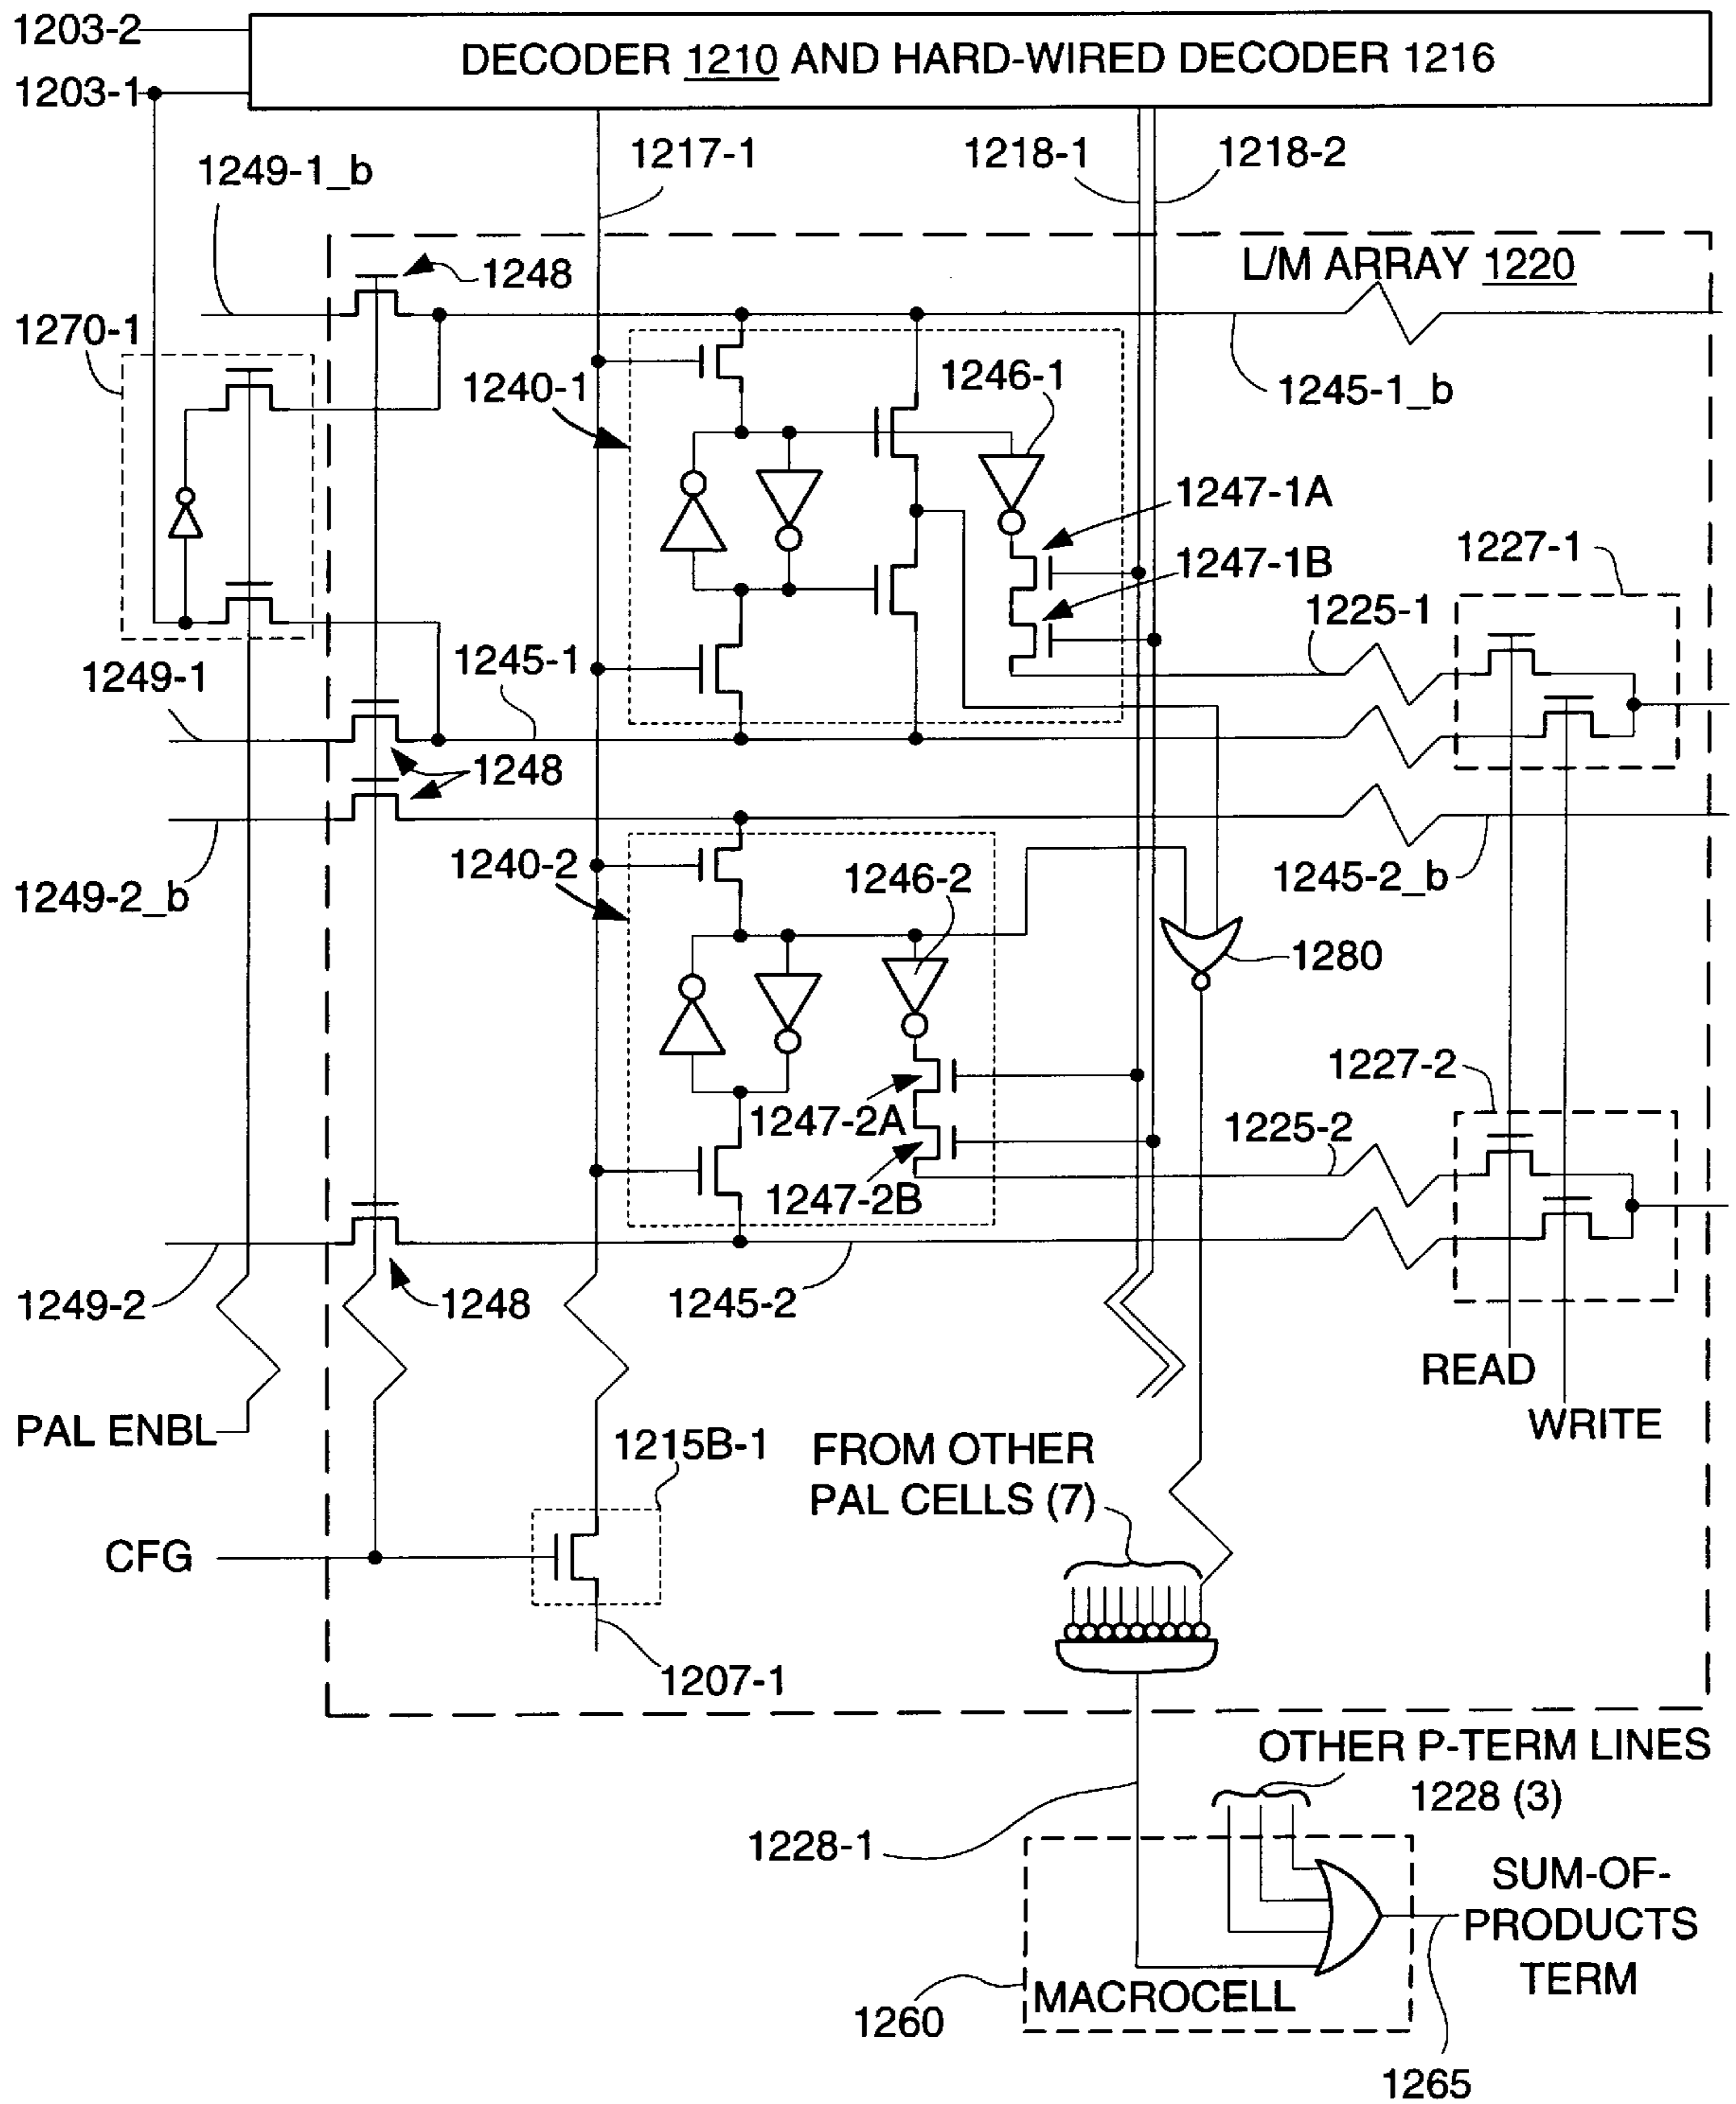 1203-2
DECODER 1210 AND HARD-WIRED DECODER 1216
1203-1
1217-1
1218-1
1218-2
1249-1_b
L/M ARRAY 1220
1248
1270-1
1240-1
1246-1
1245-1_b
1247-1A
1227-1
1247-1B
1225-1
1249-1
1245-1
1248
1240-2
1246-2
1245-2_b
1249-2_b
1280
1227-2
1247-2A
1225-2
1247-2B
1249-2
1248
1245-2
READ
PAL ENBL
WRITE
1215B-1
FROM OTHER
PAL CELLS (7)
CFG
1207-1
OTHER P-TERM LINES
1228 (3)
1228-1
SUM-OF-
PRODUCTS
TERM
MACROCELL
1260
1265